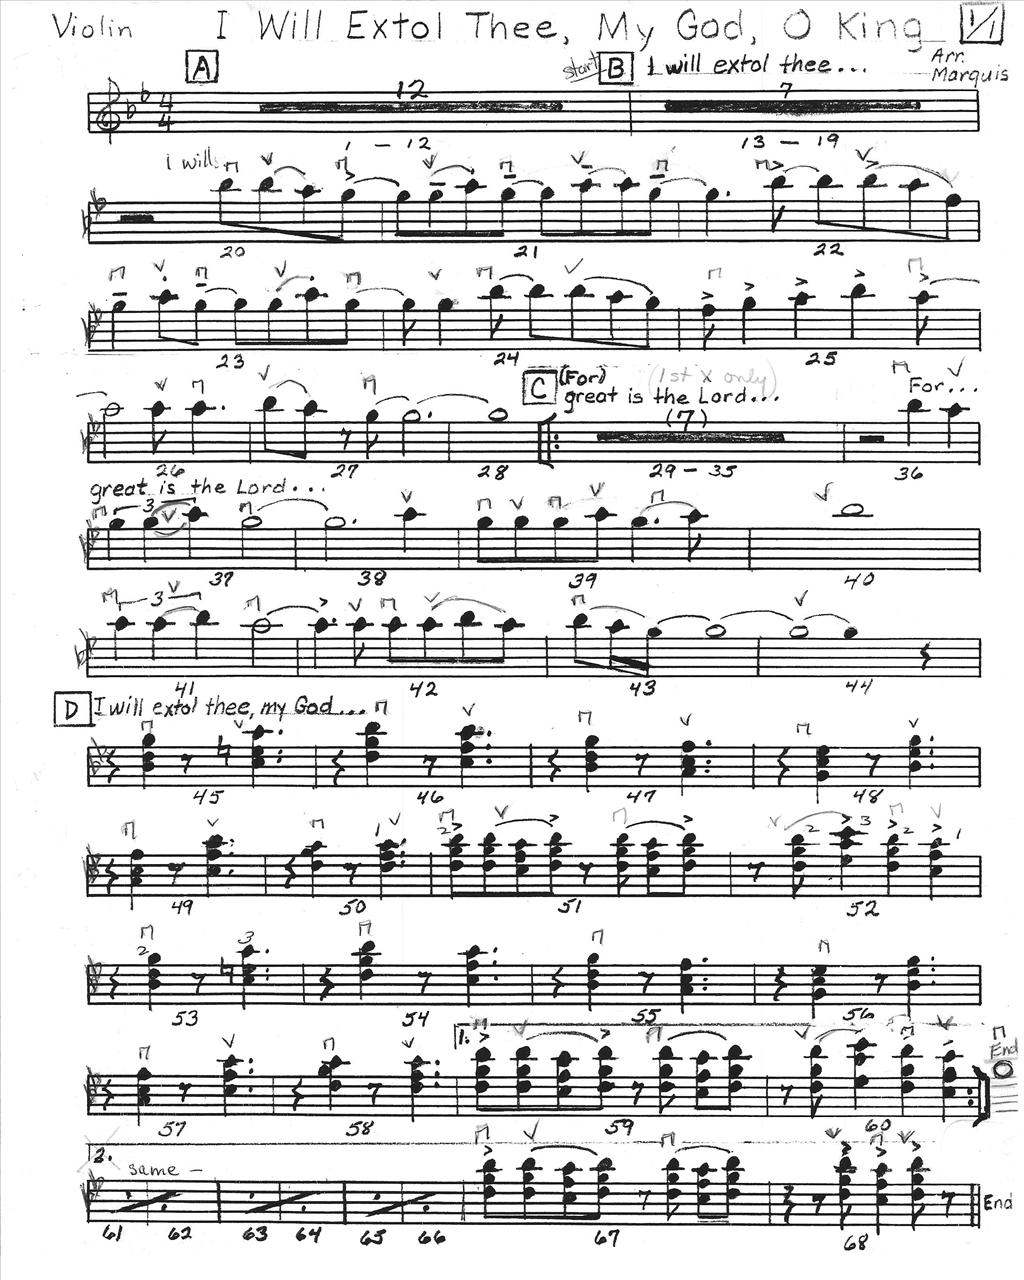 Violin I Will Extol Thee, My God, O King 1/1
A start B I will extol thee... Arr. Marquis
12 7
1 - 12 13 - 19
I will
20 21 22
23 24 25
C (For) (1st x only) For...
great is the Lord...
(7)
26 27 28 29 - 35 36
great is the Lord...
3
37 38 39 40
3
41 42 43 44
D I will extol thee, my God...
45 46 47 48
1 2 2 3 2 1
49 50 51 52
2 3
53 54 55 56
1. End
57 58 59 60
2. same -
End
61 62 63 64 65 66 67 68